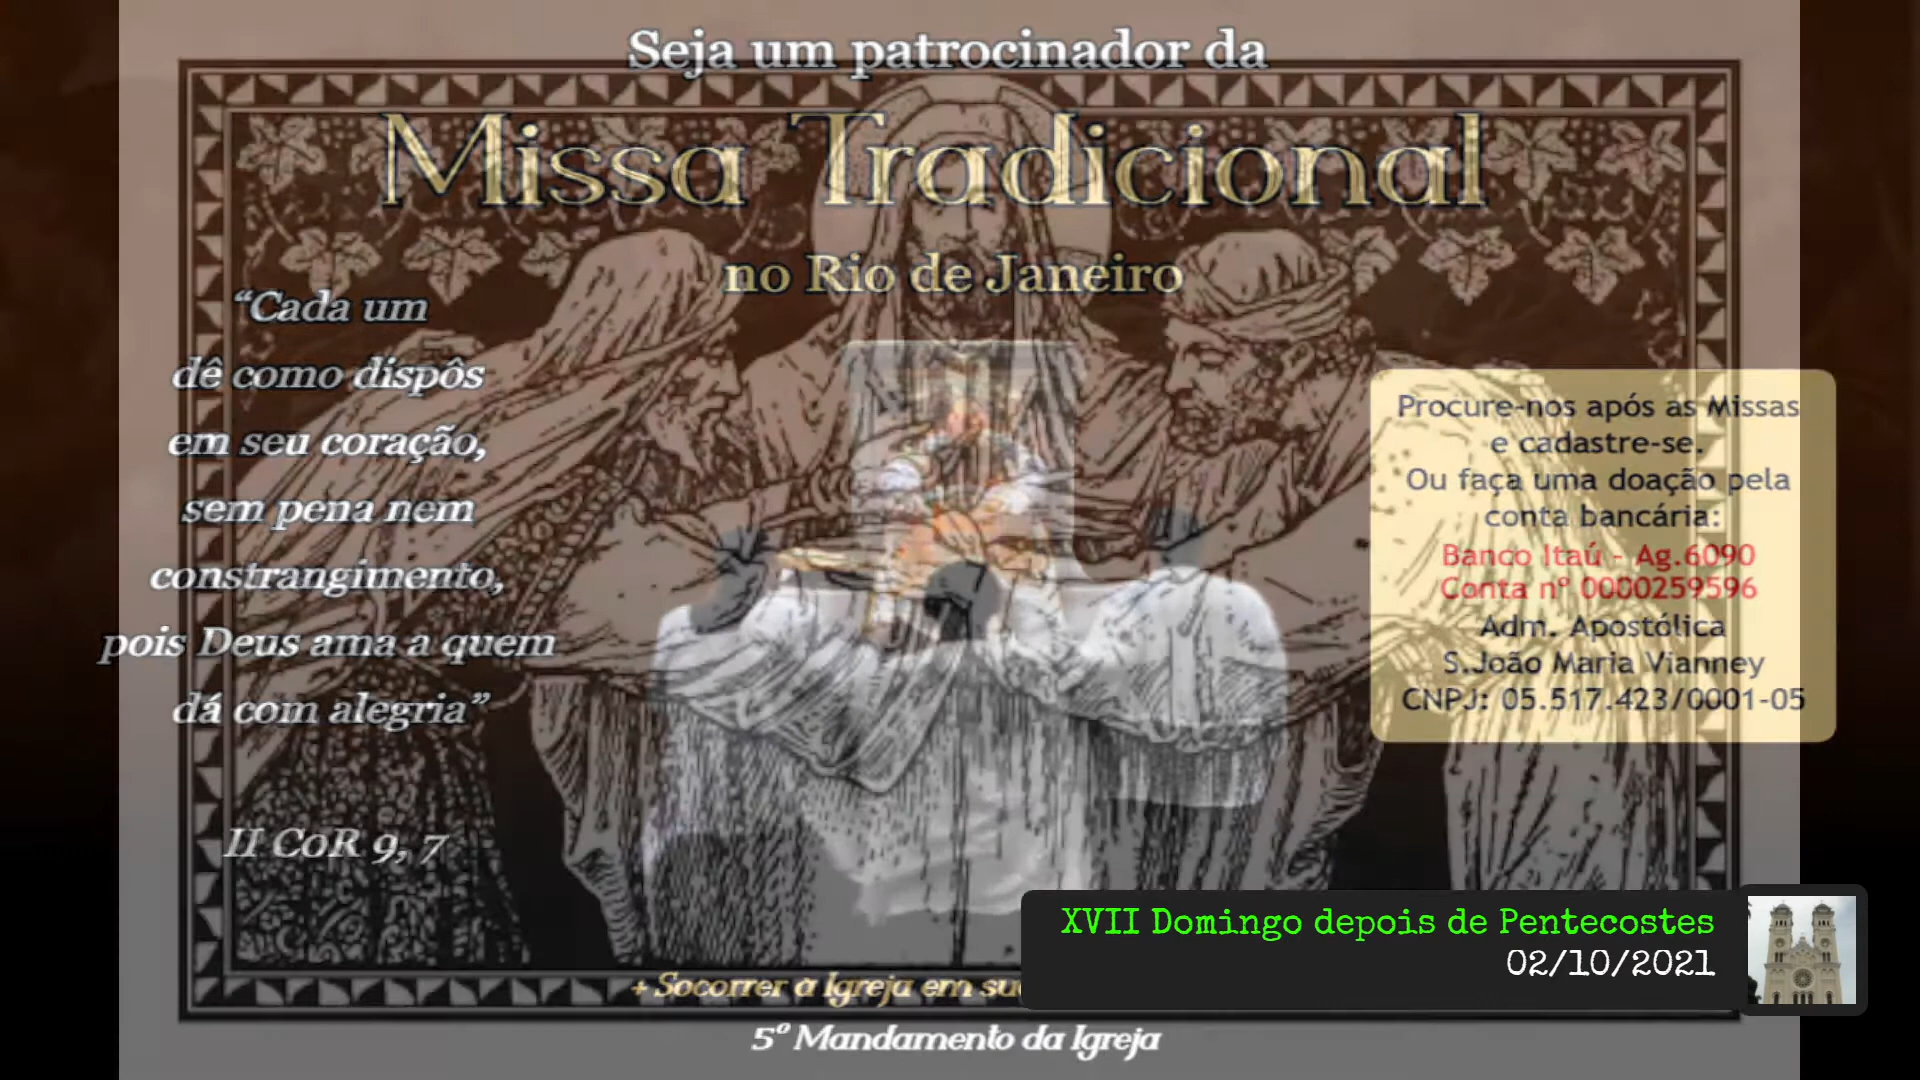 Seja um patrocinador da
Missa Tradicional
no Rio de Janeiro
“Cada um
dê como dispôs
em seu coração,
sem pena nem
constrangimento,
pois Deus ama a quem
dá com alegria”
II CoR 9, 7
Procure-nos após as Missas
e cadastre-se.
Ou faça uma doação pela
conta bancária:
Banco Itaú - Ag.6090
Conta nº 0000259596
Adm. Apostólica
S.João Maria Vianney
CNPJ: 05.517.423/0001-05
XVII Domingo depois de Pentecostes
02/10/2021
+ Socorrer a Igreja em
5º Mandamento da Igreja